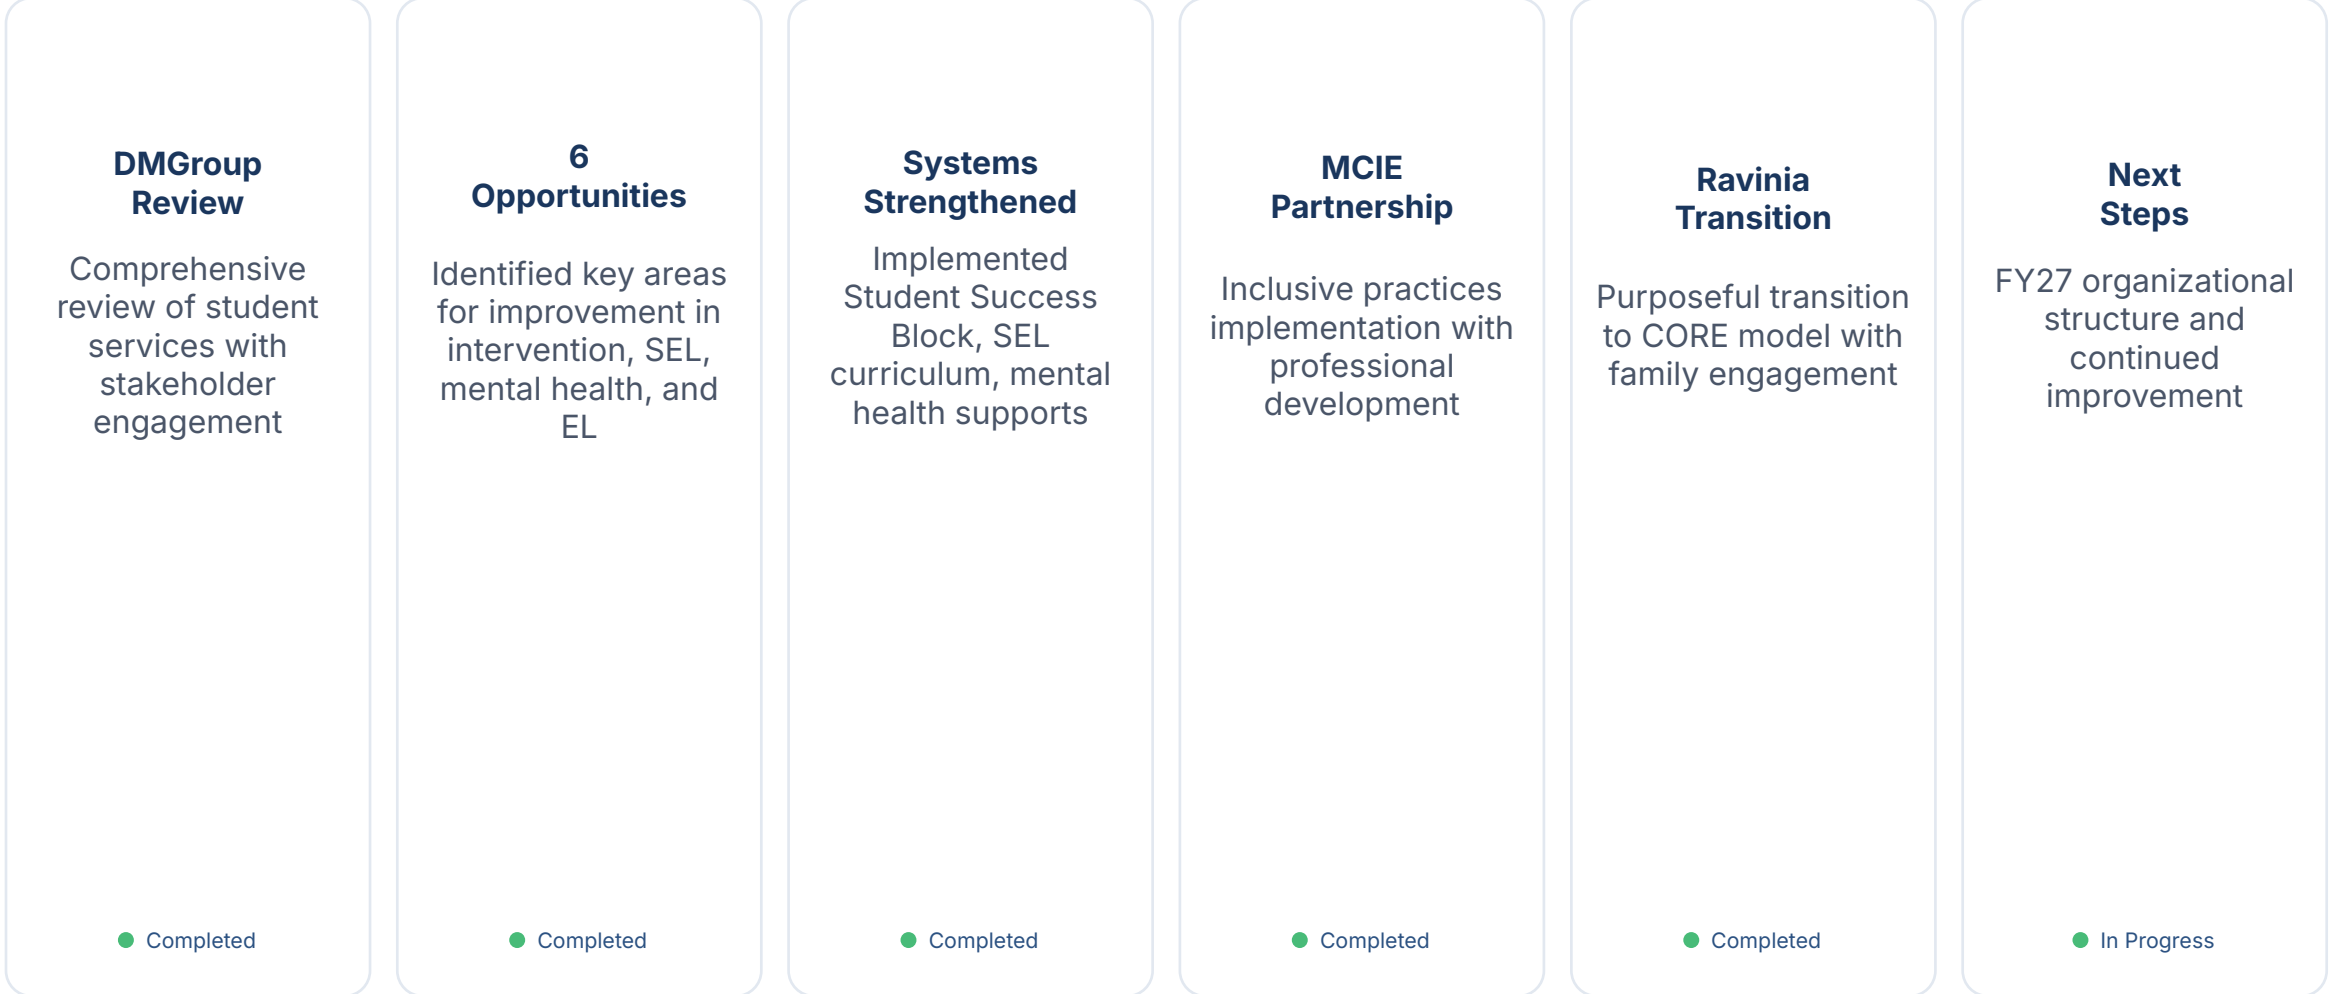 DMGroup
Review
Comprehensive
review of student
services with
stakeholder
engagement
Completed
6
Opportunities
Identified key areas
for improvement in
intervention, SEL,
mental health, and
EL
Completed
Systems
Strengthened
Implemented
Student Success
Block, SEL
curriculum, mental
health supports
Completed
MCIE
Partnership
Inclusive practices
implementation with
professional
development
Completed
Ravinia
Transition
Purposeful transition
to CORE model with
family engagement
Completed
Next
Steps
FY27 organizational
structure and
continued
improvement
In Progress